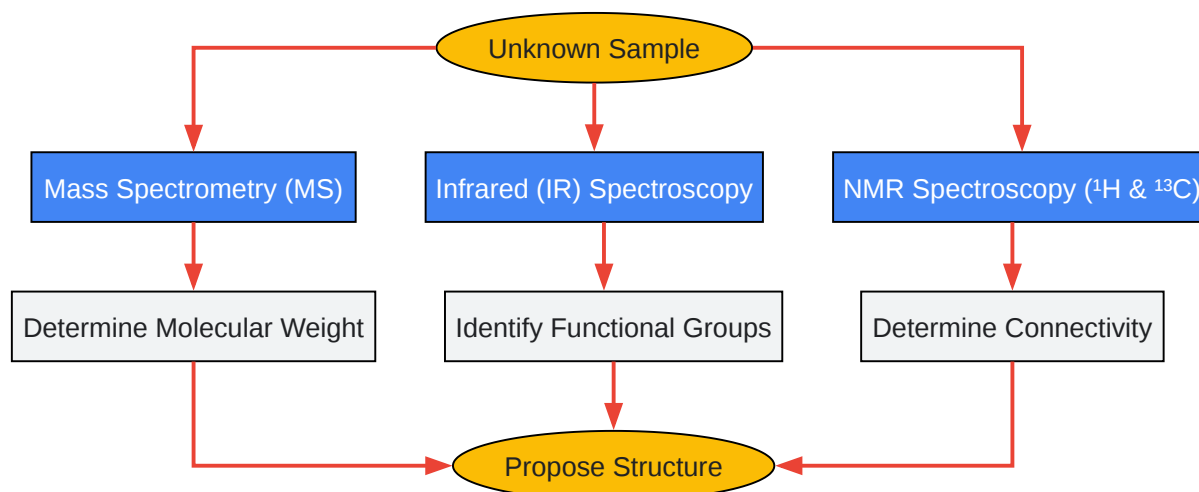 Unknown Sample
Mass Spectrometry (MS)
Infrared (IR) Spectroscopy
NMR Spectroscopy (¹H & ¹³C)
Determine Molecular Weight
Identify Functional Groups
Determine Connectivity
Propose Structure